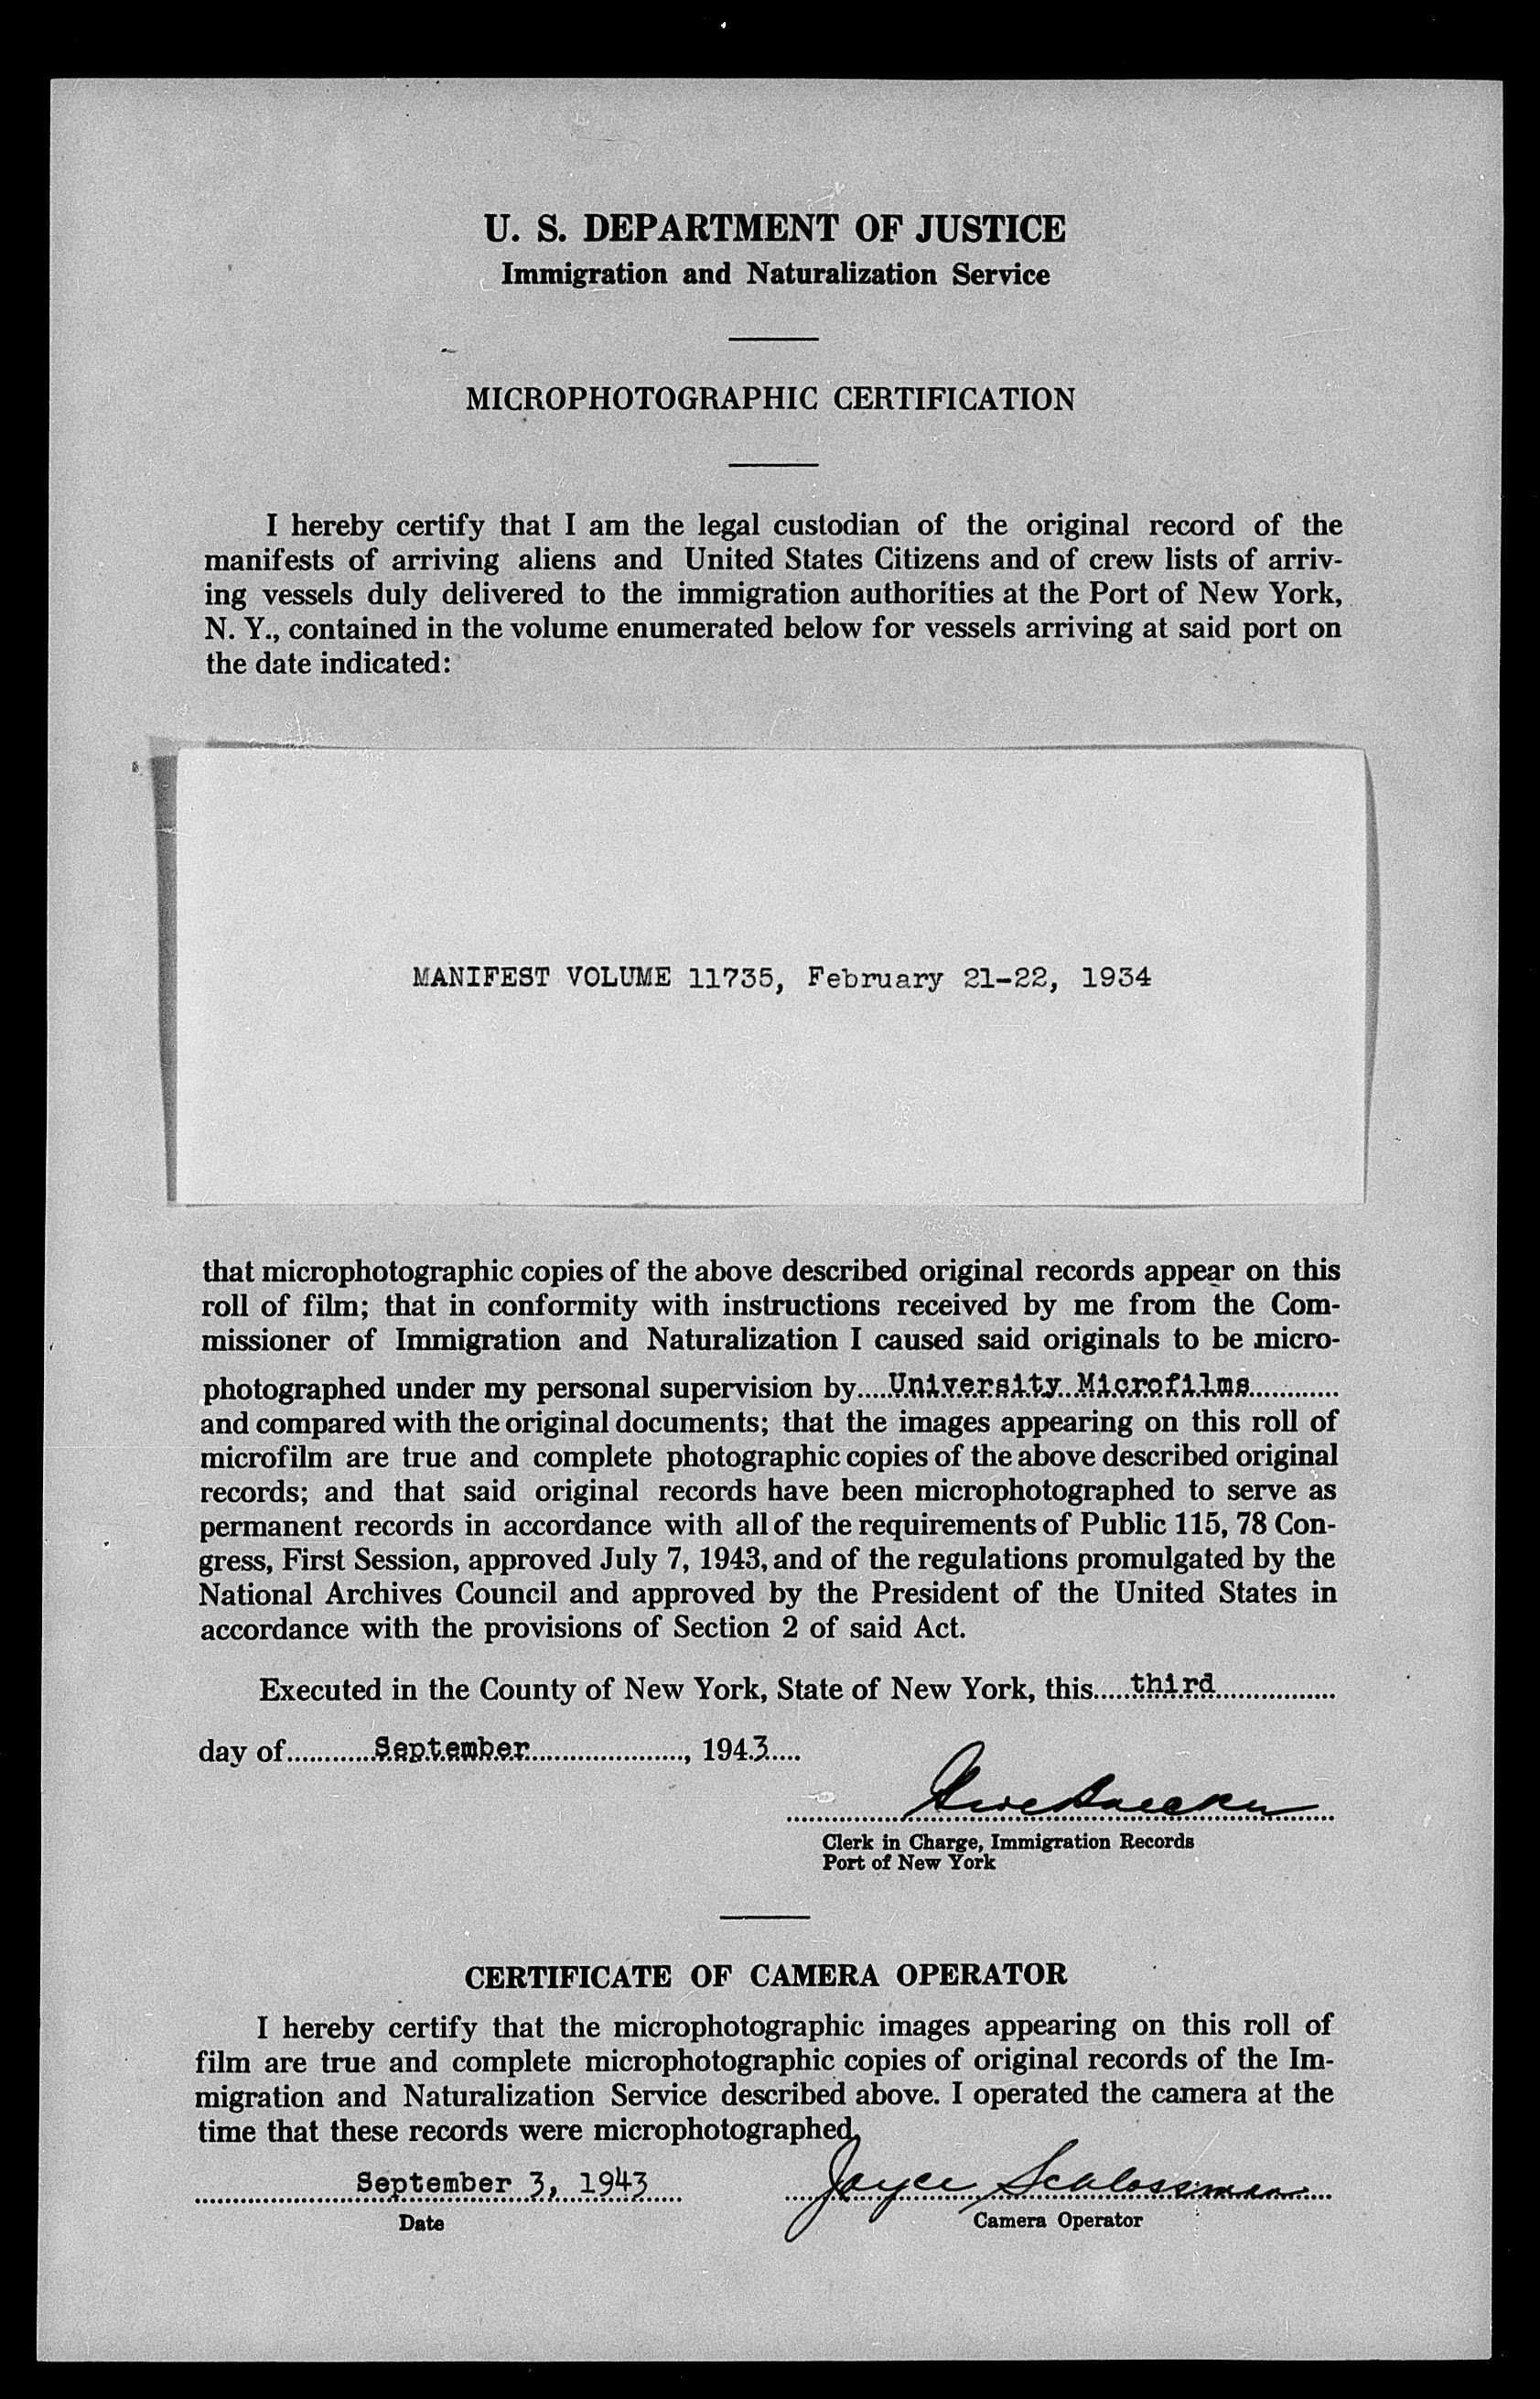 U. S. DEPARTMENT OF JUSTICE
Immigration and Naturalization Service
MICROPHOTOGRAPHIC CERTIFICATION
I hereby certify that I am the legal custodian of the original record of the
manifests of arriving aliens and United States Citizens and of crew lists of arriv-
ing vessels duly delivered to the immigration authorities at the Port of New York,
N. Y., contained in the volume enumerated below for vessels arriving at said port on
the date indicated:
MANIFEST VOLUME 11735, February 21-22, 1934
that microphotographic copies of the above described original records appear on this
roll of film; that in conformity with instructions received by me from the Com-
missioner of Immigration and Naturalization I caused said originals to be micro-
photographed under my personal supervision by.....University Microfilms............
and compared with the original documents; that the images appearing on this roll of
microfilm are true and complete photographic copies of the above described original
records; and that said original records have been microphotographed to serve as
permanent records in accordance with all of the requirements of Public 115, 78 Con-
gress, First Session, approved July 7, 1943, and of the regulations promulgated by the
National Archives Council and approved by the President of the United States in
accordance with the provisions of Section 2 of said Act.
Executed in the County of New York, State of New York, this.....third................
day of............September...................., 1943.....
Clerk in Charge, Immigration Records
Port of New York
CERTIFICATE OF CAMERA OPERATOR
I hereby certify that the microphotographic images appearing on this roll of
film are true and complete microphotographic copies of original records of the Im-
migration and Naturalization Service described above. I operated the camera at the
time that these records were microphotographed.
September 3, 1943 Joyce
Date Camera Operator